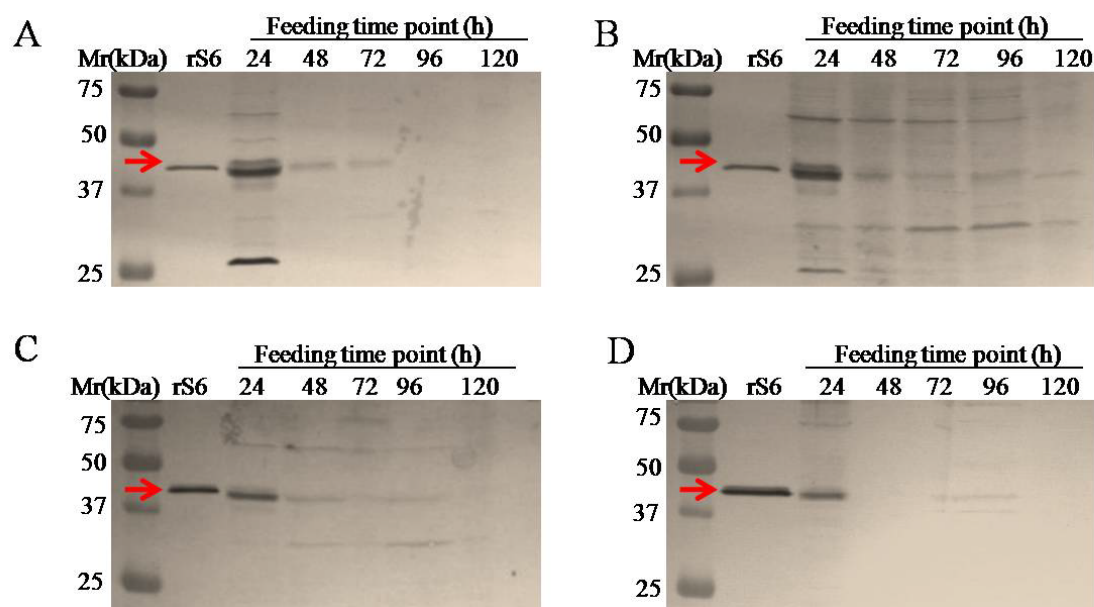 A
Feeding time point (h)
Mr(kDa) rS6 24 48 72 96 120
75
50
37
25
B
Feeding time point (h)
Mr(kDa) rS6 24 48 72 96 120
75
50
37
25
C
Feeding time point (h)
Mr(kDa) rS6 24 48 72 96 120
75
50
37
25
D
Feeding time point (h)
Mr(kDa) rS6 24 48 72 96 120
75
50
37
25